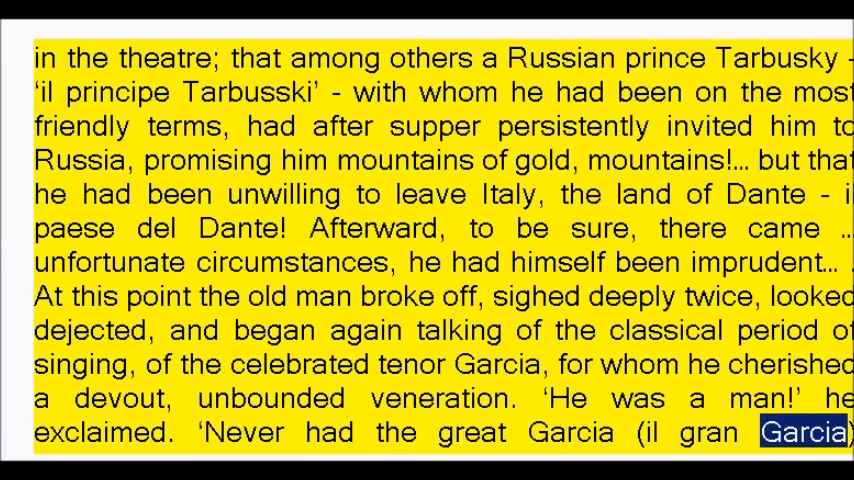 in the theatre; that among others a Russian prince Tarbusky -
‘il principe Tarbusski’ - with whom he had been on the most
friendly terms, had after supper persistently invited him to
Russia, promising him mountains of gold, mountains!... but that
he had been unwilling to leave Italy, the land of Dante - i
paese del Dante! Afterward, to be sure, there came ...
unfortunate circumstances, he had himself been imprudent... .
At this point the old man broke off, sighed deeply twice, looked
dejected, and began again talking of the classical period of
singing, of the celebrated tenor Garcia, for whom he cherished
a devout, unbounded veneration. ‘He was a man!’ he
exclaimed. ‘Never had the great Garcia (il gran Garcia)